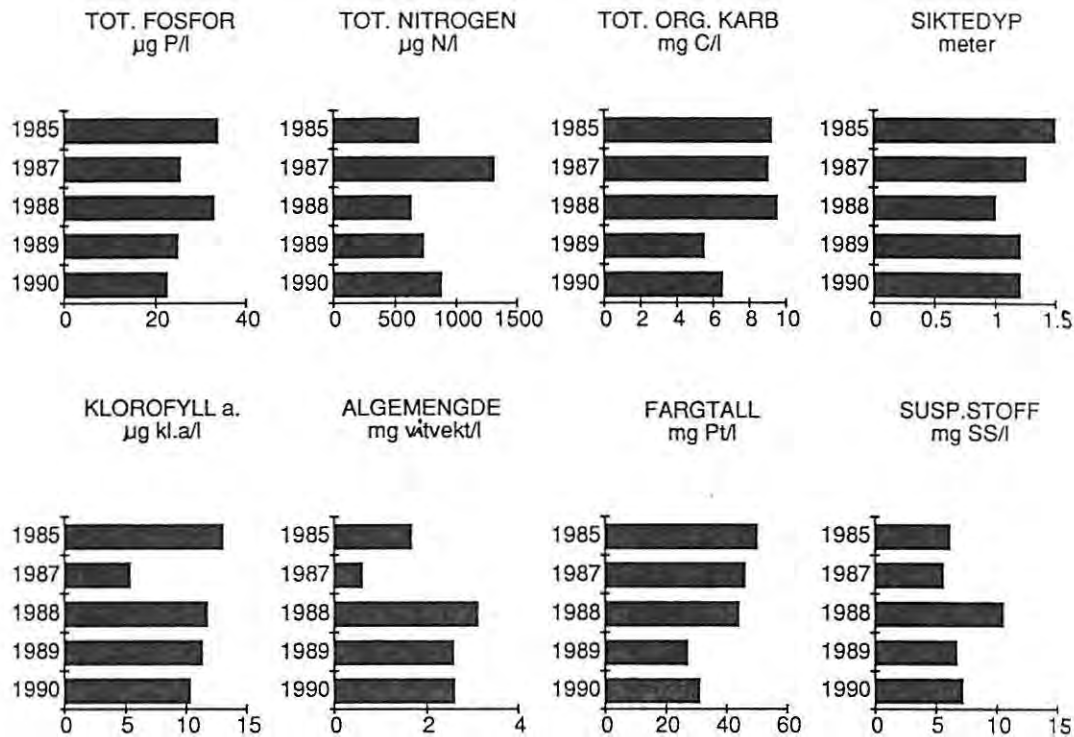 TOT. FOSFOR
µg P/l
1985
1987
1988
1989
1990
0 20 40
TOT. NITROGEN
µg N/l
1985
1987
1988
1989
1990
0 500 1000 1500
TOT. ORG. KARB
mg C/l
1985
1987
1988
1989
1990
0 2 4 6 8 10
SIKTEDYP
meter
1985
1987
1988
1989
1990
0 0.5 1 1.5
KLOROFYLL a.
µg kl.a/l
1985
1987
1988
1989
1990
0 5 10 15
ALGEMENGDE
mg våtvekt/l
1985
1987
1988
1989
1990
0 2 4
FARGTALL
mg Pt/l
1985
1987
1988
1989
1990
0 20 40 60
SUSP.STOFF
mg SS/l
1985
1987
1988
1989
1990
0 5 10 15